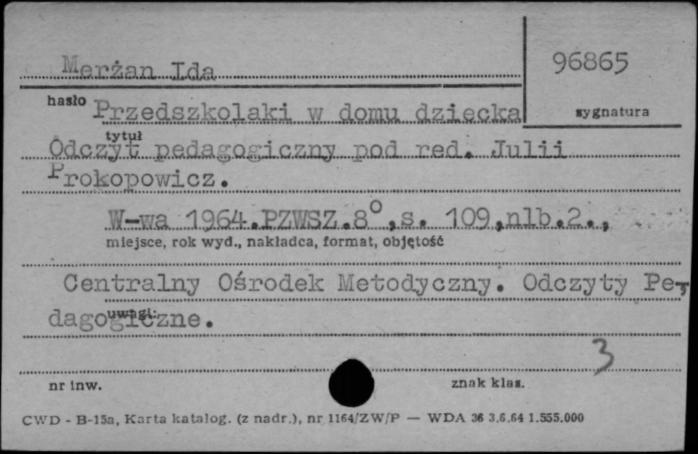 Merżan Ida
96865
hasło
Przedszkolaki w domu dziecka
sygnatura
tytuł
Odczyt pedagogiczny pod red. Julii
Prokopowicz.
W-wa 1964.PZWSZ.8°,s. 109,nlb.2.,
miejsce, rok wyd., nakładca, format, objętość
Centralny Ośrodek Metodyczny. Odczyty Pe-
uwagi:
dagogiczne.
3
nr inw.
znak klas.
CWD - B-15a, Karta katalog. (z nadr.), nr 1164/ZW/P — WDA 36 3.6.64 1.555.000